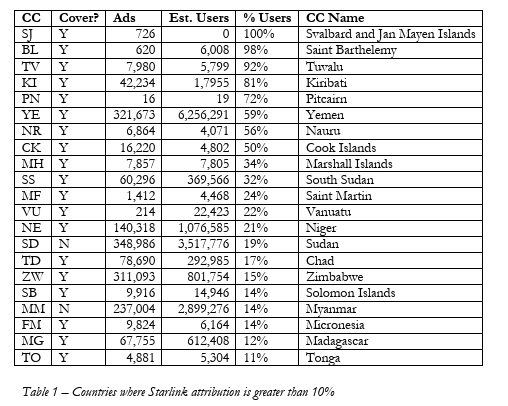 CC Cover? Ads Est. Users % Users CC Name
SJ Y 726 0 100% Svalbard and Jan Mayen Islands
BL Y 620 6,008 98% Saint Barthelemy
TV Y 7,980 5,799 92% Tuvalu
KI Y 42,234 1,7955 81% Kiribati
PN Y 16 19 72% Pitcairn
YE Y 321,673 6,256,291 59% Yemen
NR Y 6,864 4,071 56% Nauru
CK Y 16,220 4,802 50% Cook Islands
MH Y 7,857 7,805 34% Marshall Islands
SS Y 60,296 369,566 32% South Sudan
MF Y 1,412 4,468 24% Saint Martin
VU Y 214 22,423 22% Vanuatu
NE Y 140,318 1,076,585 21% Niger
SD N 348,986 3,517,776 19% Sudan
TD Y 78,690 292,985 17% Chad
ZW Y 311,093 801,754 15% Zimbabwe
SB Y 9,916 14,946 14% Solomon Islands
MM N 237,004 2,899,276 14% Myanmar
FM Y 9,824 6,164 14% Micronesia
MG Y 67,755 612,408 12% Madagascar
TO Y 4,881 5,304 11% Tonga
Table 1 – Countries where Starlink attribution is greater than 10%